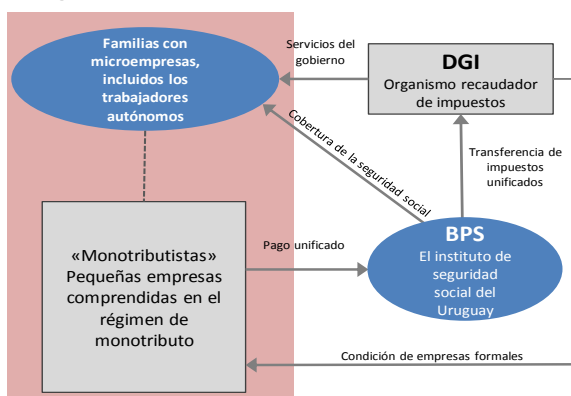 Familias con
microempresas,
incluidos los
trabajadores
autónomos
Servicios del
gobierno
DGI
Organismo recaudador
de impuestos
Cobertura de la seguridad social
Transferencia de
impuestos
unificados
«Monotributistas»
Pequeñas empresas
comprendidas en el
régimen de
monotributo
Pago unificado
BPS
El instituto de
seguridad
social del
Uruguay
Condición de empresas formales